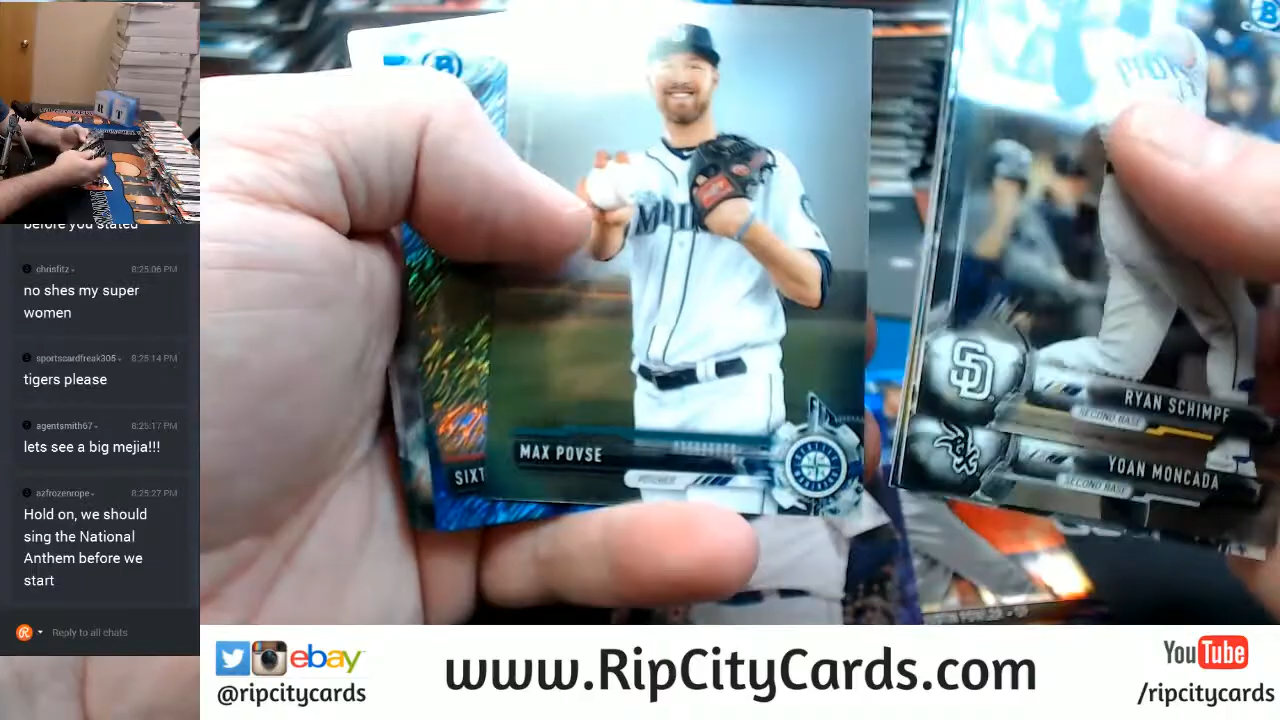 before you stated
chrisfitz
8:25:06 PM
no shes my super
women
sportscardfreak305
8:25:14 PM
tigers please
agentsmith67
8:25:17 PM
lets see a big mejia!!!
azfrozenrope
8:25:27 PM
Hold on, we should
sing the National
Anthem before we
start
Reply to all chats
R T
B
MAX POVSE
PITCHER
SIXT
B
SD
RYAN SCHIMPF
SECOND BASE
YOAN MONCADA
SECOND BASE
ebay
@ripcitycards
www.RipCityCards.com
YouTube
/ripcitycards